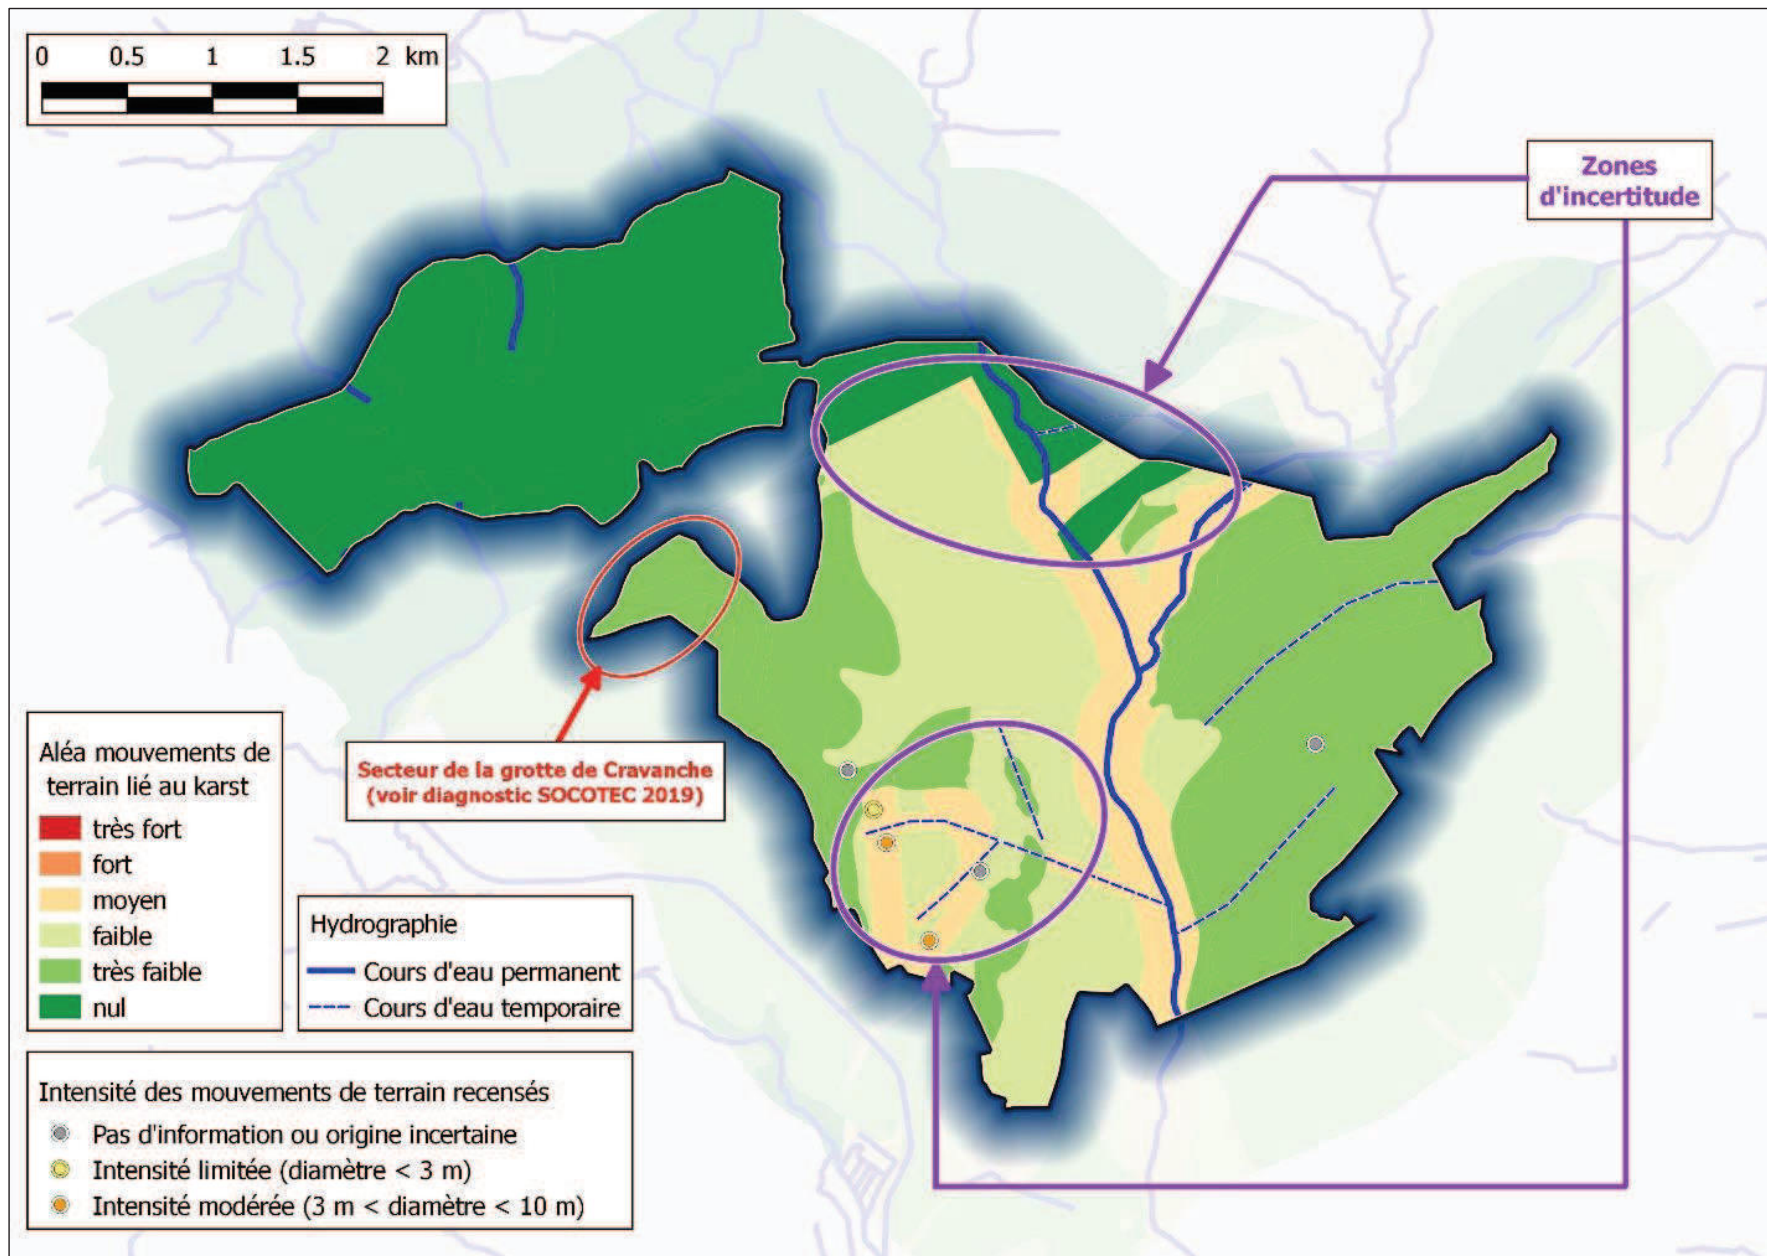 0 0.5 1 1.5 2 km
Zones
d'incertitude
Secteur de la grotte de Cravanche
(voir diagnostic SOCOTEC 2019)
Aléa mouvements de
terrain lié au karst
très fort
fort
moyen
faible
très faible
nul
Hydrographie
Cours d'eau permanent
Cours d'eau temporaire
Intensité des mouvements de terrain recensés
Pas d'information ou origine incertaine
Intensité limitée (diamètre < 3 m)
Intensité modérée (3 m < diamètre < 10 m)